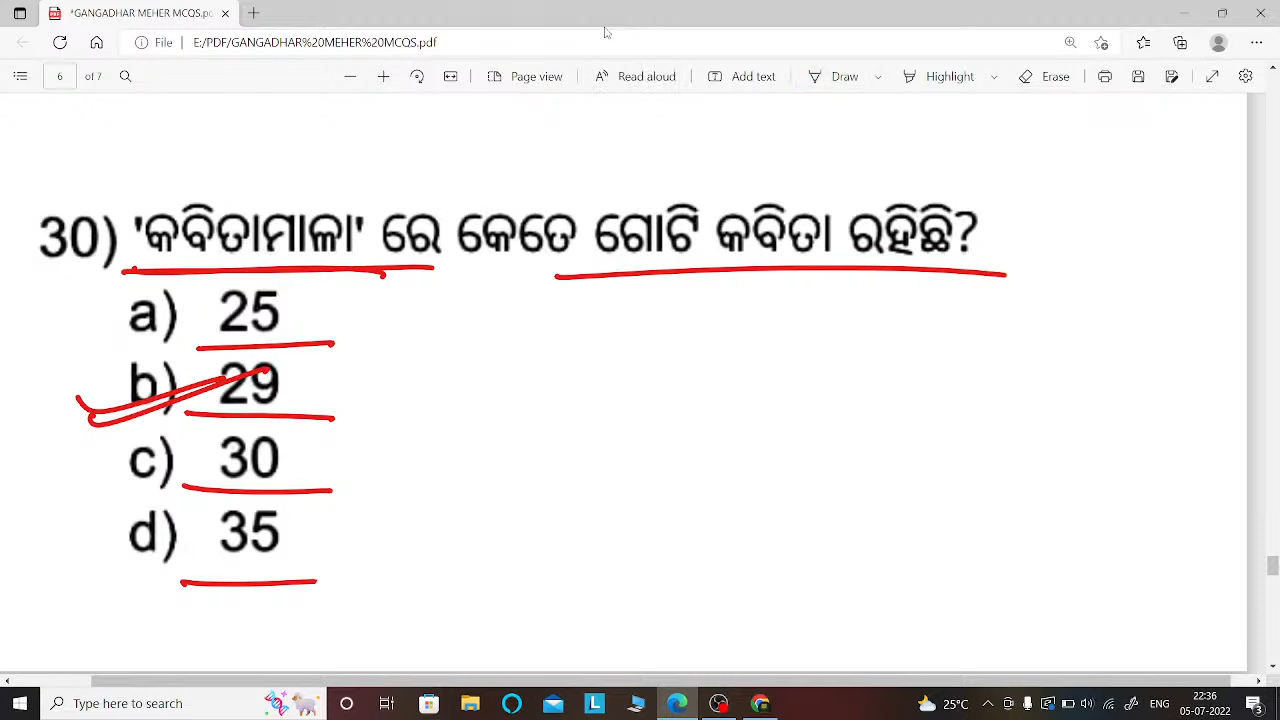 *GANGADHAR MEHER MCQS.pdf
File E:/PDF/GANGADHAR%20MEHER%20MCQS.pdf
6 of 7 Page view Read aloud Add text Draw Highlight Erase
30) 'କବିତାମାଳା' ରେ କେତେ ଗୋଟି କବିତା ରହିଛି?
a) 25
b) 29
c) 30
d) 35
Type here to search 25°C ENG 22:36
05-07-2022